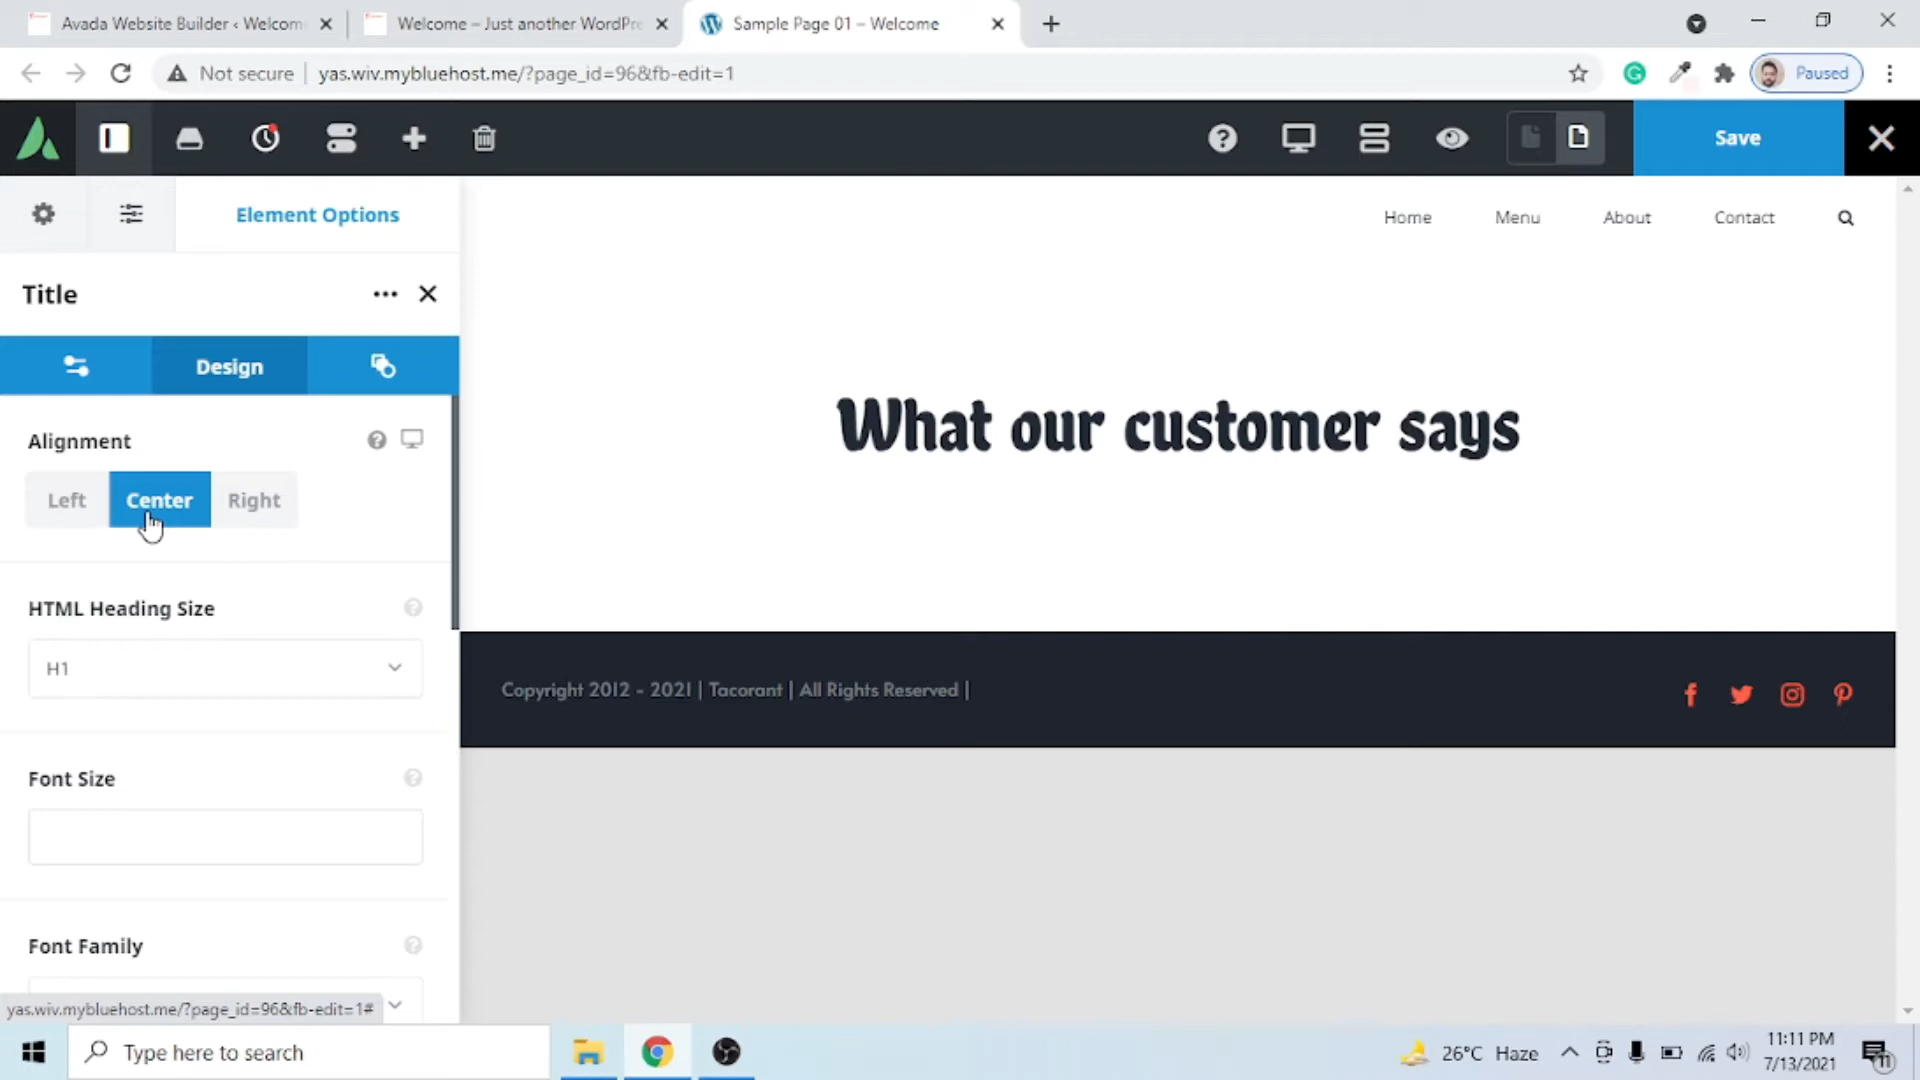 Avada Website Builder ‹ Welcom
Welcome – Just another WordPre
Sample Page 01 – Welcome
Not secure
yas.wiv.mybluehost.me/?page_id=96&fb-edit=1
Paused
Save
Element Options
Home
Menu
About
Contact
Title
Design
Alignment
Left
Center
Right
What our customer says
HTML Heading Size
H1
Copyright 2012 - 2021 | Tacorant | All Rights Reserved |
Font Size
Font Family
yas.wiv.mybluehost.me/?page_id=96&fb-edit=1#
Type here to search
26°C Haze
11:11 PM
7/13/2021
11